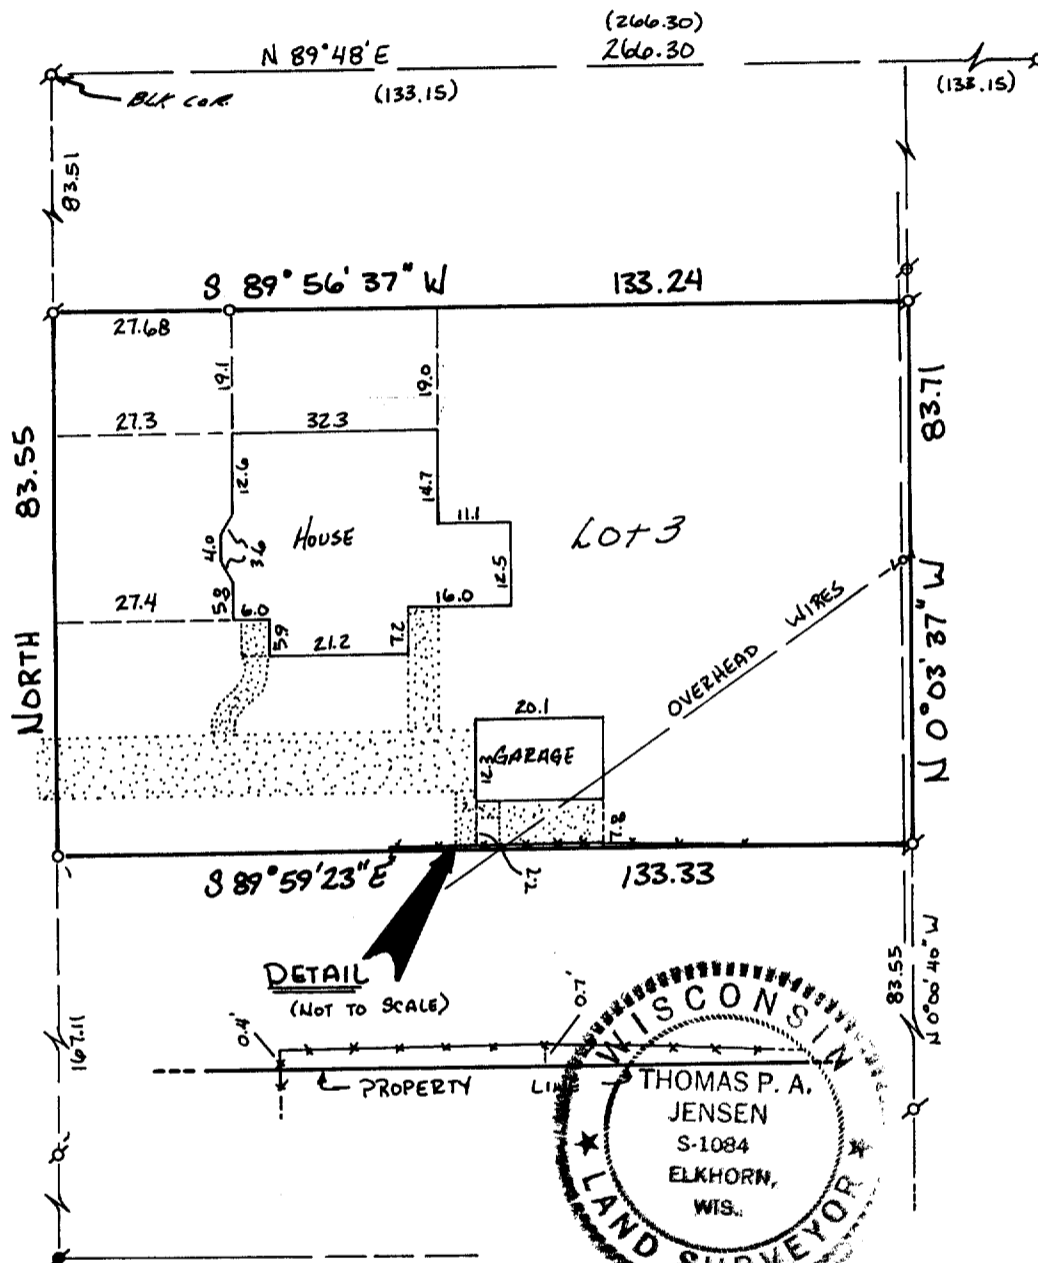 (266.30)
N 89°48'E 266.30
(133.15) (133.15)
BLK COR.
83.51
S 89° 56' 37" W 133.24
27.68
19.1 19.0
27.3 32.3
NORTH 83.55
83.71
12.6 14.7
11.1
4.0 3.6 HOUSE LOT 3
12.5
27.4 5.8 6.0 16.0
5.9 21.2 7.2
OVERHEAD WIRES
N 0° 03' 37" W
20.1
12.3 GARAGE
S 89° 59' 23" E 2.2 133.33
DETAIL
(NOT TO SCALE)
0.4' 0.7'
PROPERTY
167.11
83.55 N 0°00'40" W
WISCONSIN
THOMAS P. A.
JENSEN
S-1084
ELKHORN,
WIS.
LAND SURVEYOR